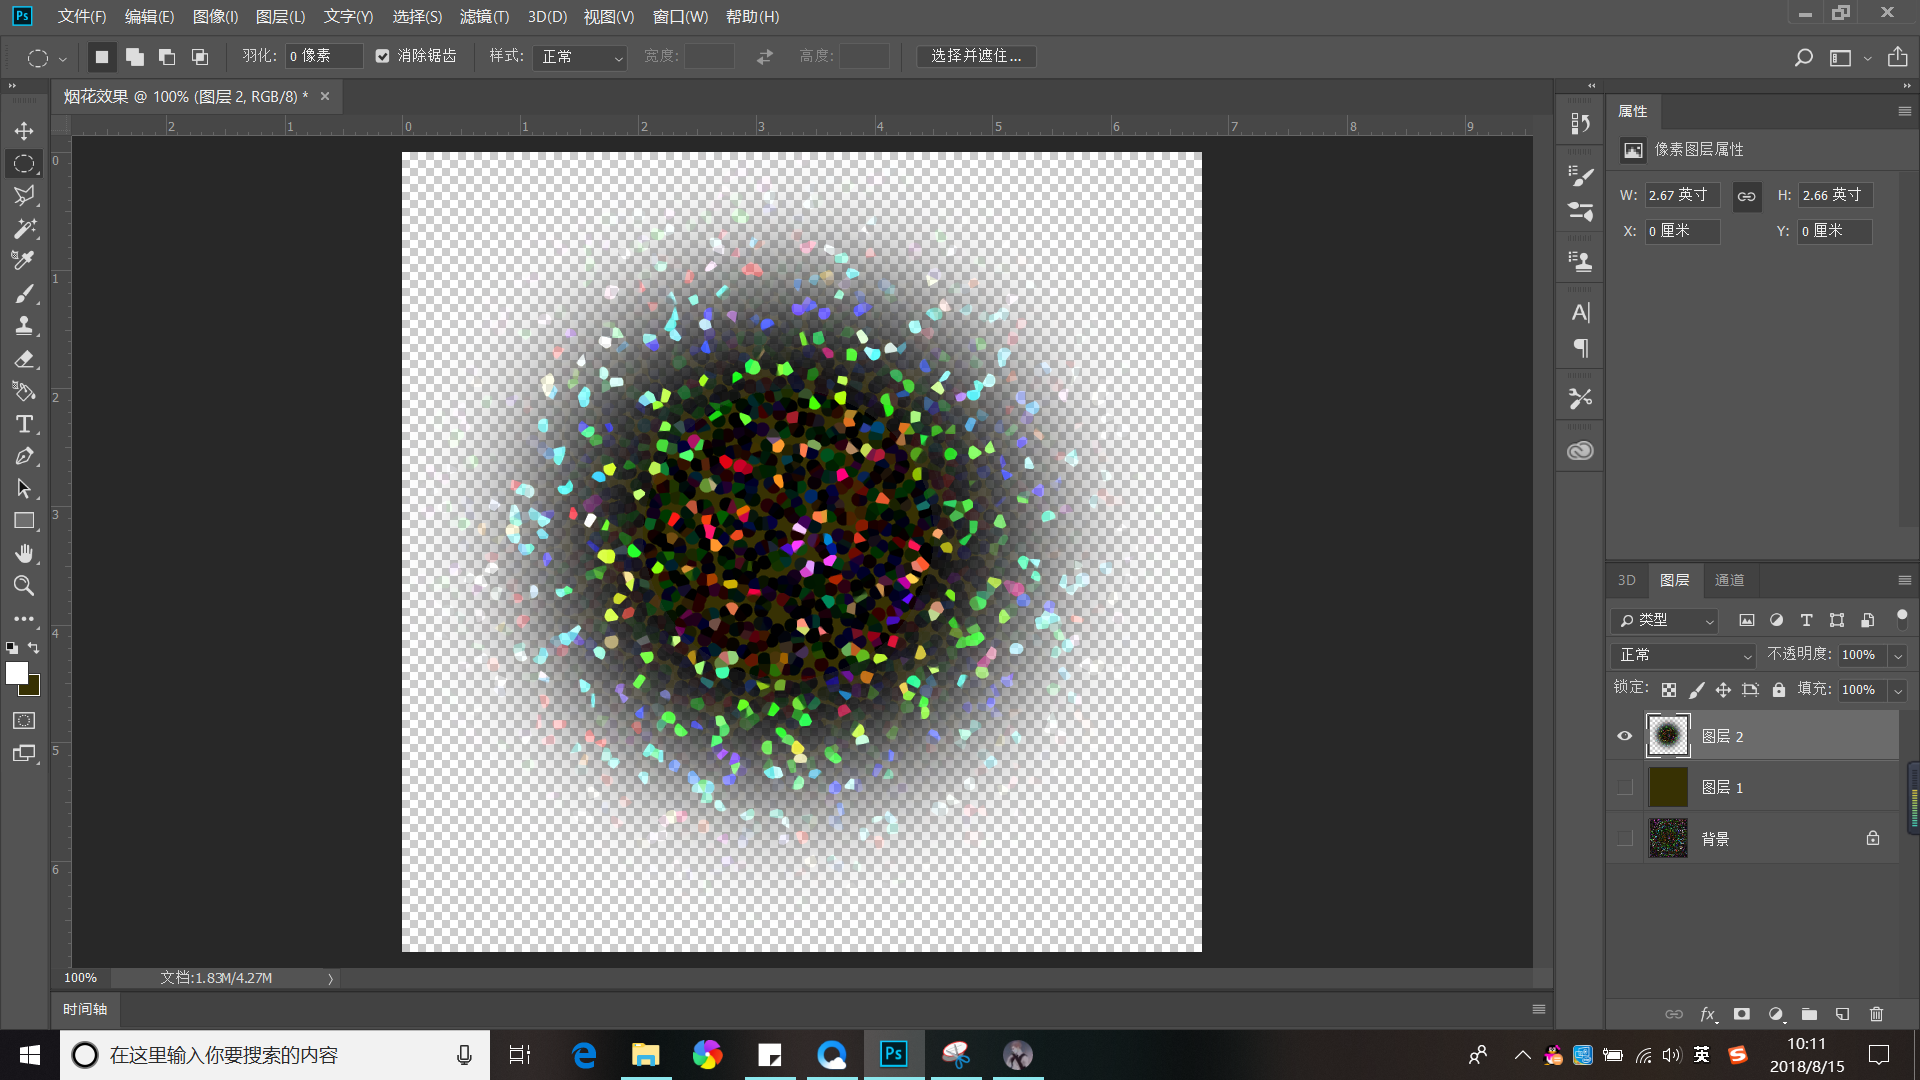 Ps 文件(F) 编辑(E) 图像(I) 图层(L) 文字(Y) 选择(S) 滤镜(T) 3D(D) 视图(V) 窗口(W) 帮助(H)
羽化: 0 像素 消除锯齿 样式: 正常 宽度: 高度: 选择并遮住...
烟花效果 @ 100% (图层 2, RGB/8) * ×
2 1 0 1 2 3 4 5 6 7 8 9
0
1
2
3
4
5
6
属性
像素图层属性
W: 2.67 英寸 H: 2.66 英寸
X: 0 厘米 Y: 0 厘米
3D 图层 通道
类型
正常 不透明度: 100%
锁定: 填充: 100%
图层 2
图层 1
背景
fx
100% 文档:1.83M/4.27M
时间轴
在这里输入你要搜索的内容
Ps
英
10:11
2018/8/15